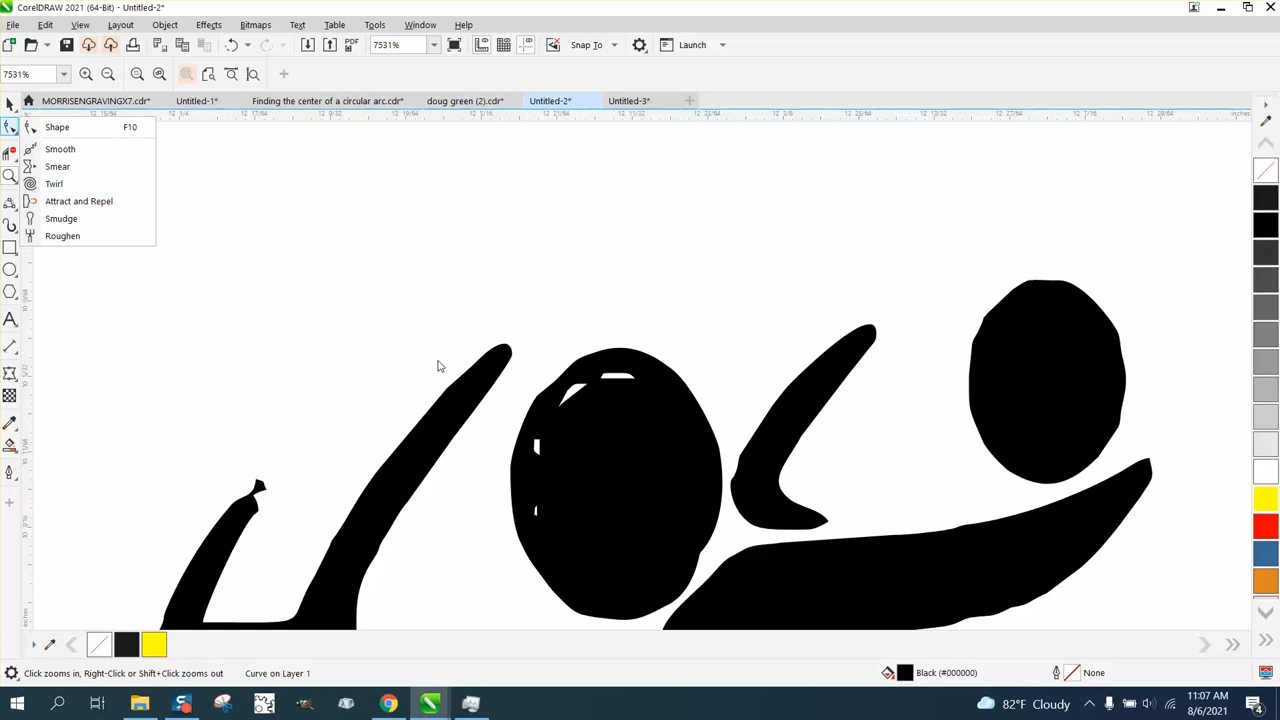 CorelDRAW 2021 (64-Bit) - Untitled-2*
File Edit View Layout Object Effects Bitmaps Text Table Tools Window Help
PDF 7531% Snap To Launch
7531%
MORRISENGRAVINGX7.cdr* Untitled-1* Finding the center of a circular arc.cdr* doug green (2).cdr* Untitled-2* Untitled-3*
inches
Shape F10
Smooth
Smear
Twirl
Attract and Repel
Smudge
Roughen
Click zooms in, Right-Click or Shift+Click zooms out Curve on Layer 1 Black (#000000) None
82°F Cloudy 11:07 AM
8/6/2021